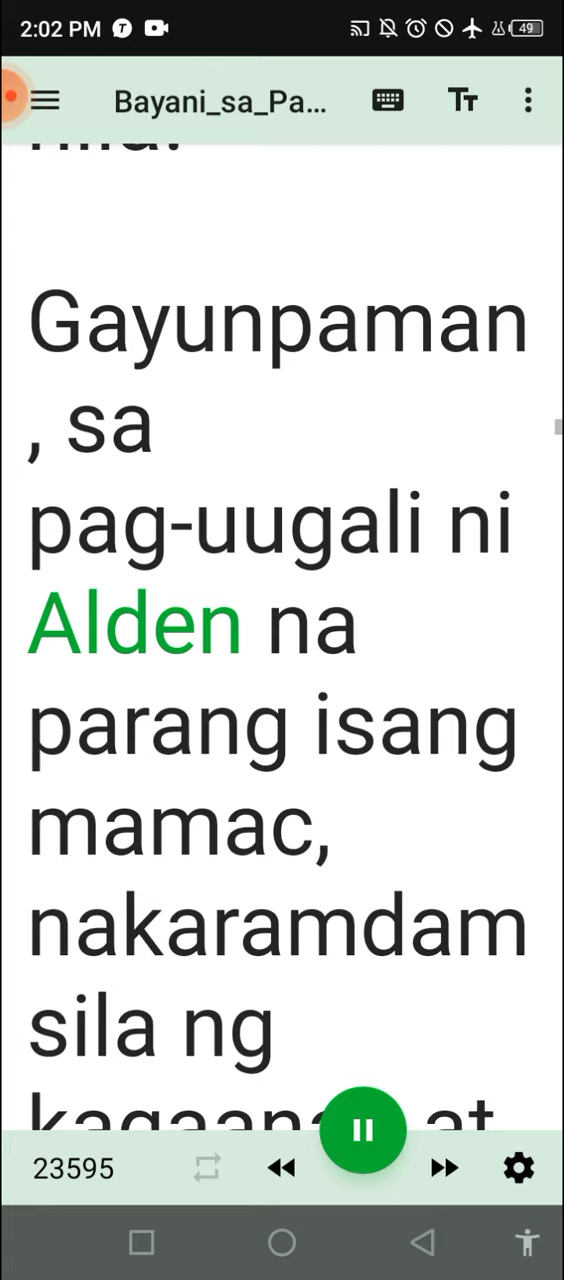 2:02 PM
49
Bayani_sa_Pa...
Gayunpaman
, sa
pag-uugali ni
Alden na
parang isang
mamac,
nakaramdam
sila ng
at
23595